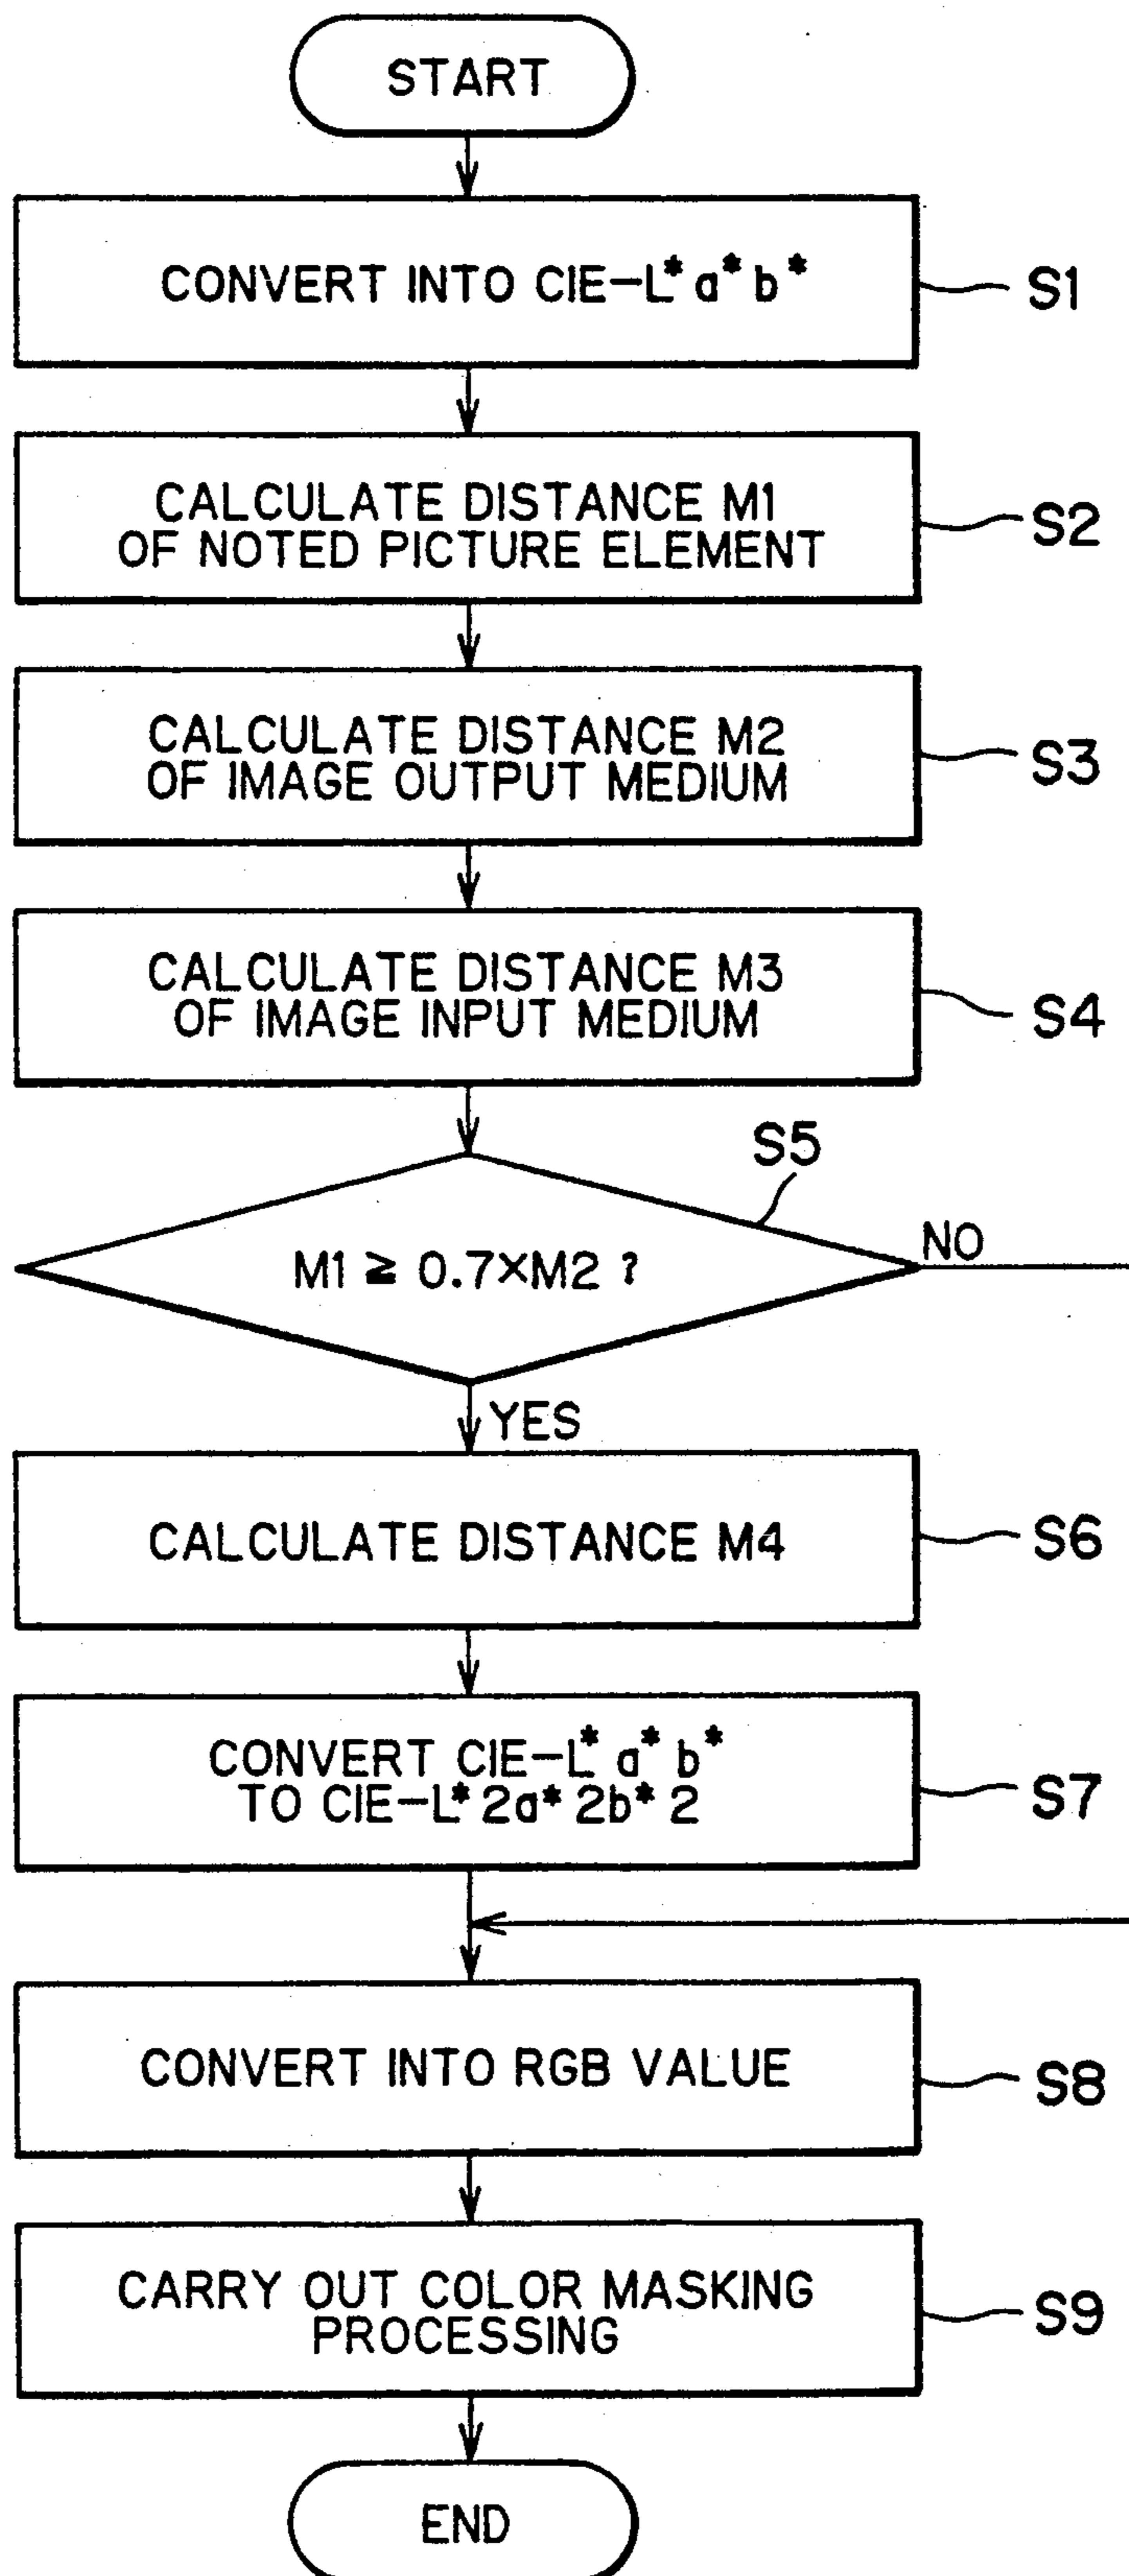 START
CONVERT INTO CIE-L* a* b*
S1
CALCULATE DISTANCE M1
OF NOTED PICTURE ELEMENT
S2
CALCULATE DISTANCE M2
OF IMAGE OUTPUT MEDIUM
S3
CALCULATE DISTANCE M3
OF IMAGE INPUT MEDIUM
S4
S5
M1 ≧ 0.7×M2 ?
NO
YES
CALCULATE DISTANCE M4
S6
CONVERT CIE-L* a* b*
TO CIE-L* 2a* 2b* 2
S7
CONVERT INTO RGB VALUE
S8
CARRY OUT COLOR MASKING
PROCESSING
S9
END